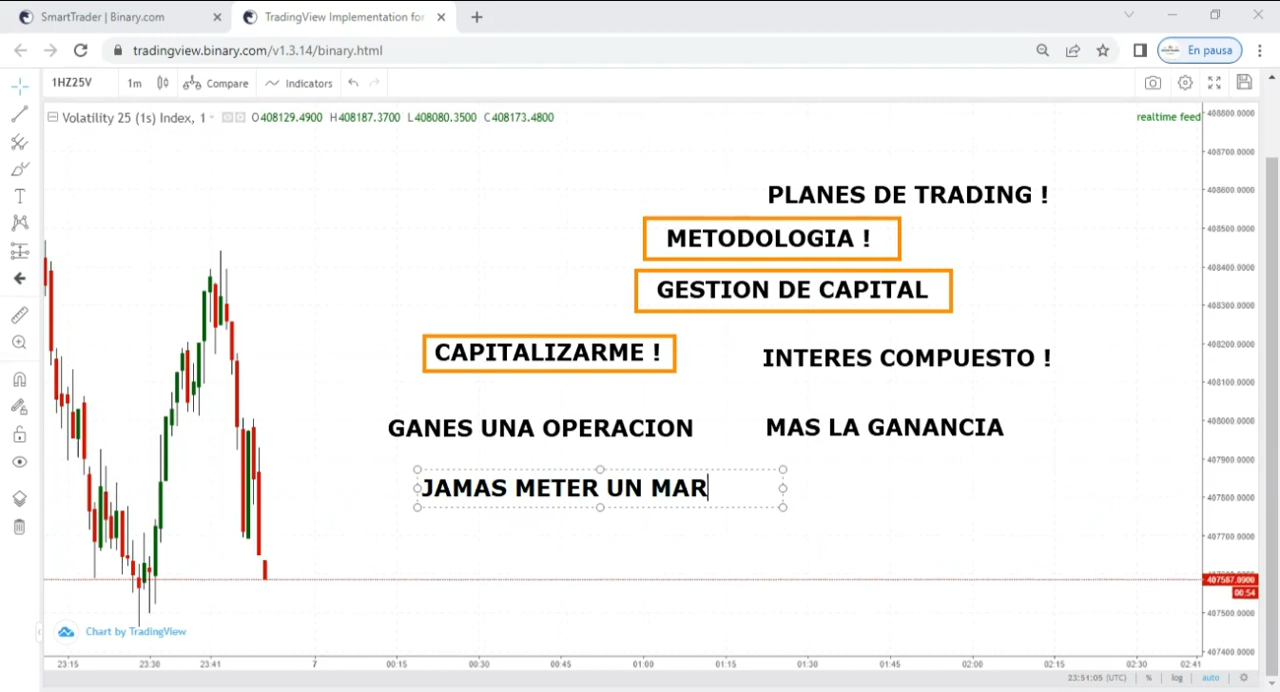 SmartTrader | Binary.com
TradingView Implementation for
tradingview.binary.com/v1.3.14/binary.html
En pausa
1HZ25V
1m
Compare
Indicators
Volatility 25 (1s) Index, 1
O408129.4900 H408187.3700 L408080.3500 C408173.4800
realtime feed
PLANES DE TRADING !
METODOLOGIA !
GESTION DE CAPITAL
CAPITALIZARME !
INTERES COMPUESTO !
GANES UNA OPERACION
MAS LA GANANCIA
JAMAS METER UN MAR
408800.0000
408700.0000
408600.0000
408500.0000
408400.0000
408300.0000
408200.0000
408100.0000
408000.0000
407900.0000
407800.0000
407700.0000
407587.0900
00:54
407500.0000
407400.0000
Chart by TradingView
23:15 23:30 23:41 7 00:15 00:30 00:45 01:00 01:15 01:30 01:45 02:00 02:15 02:30 02:41
23:51:05 (UTC) % log auto